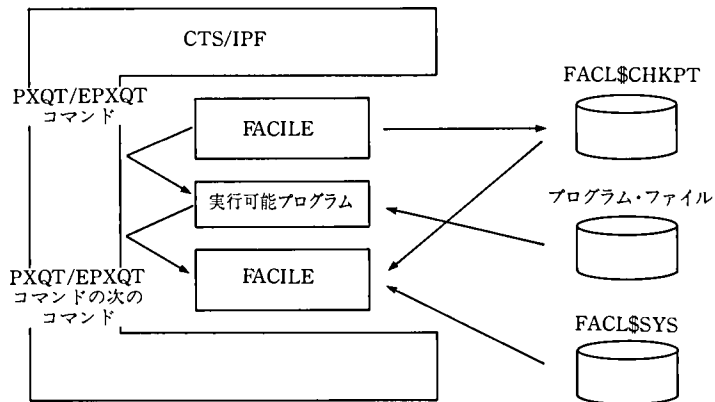 CTS/IPF
FACL$CHKPT
PXQT/EPXQT
コマンド
FACILE
プログラム・ファイル
実行可能プログラム
PXQT/EPXQT
コマンドの次の
コマンド
FACILE
FACL$SYS